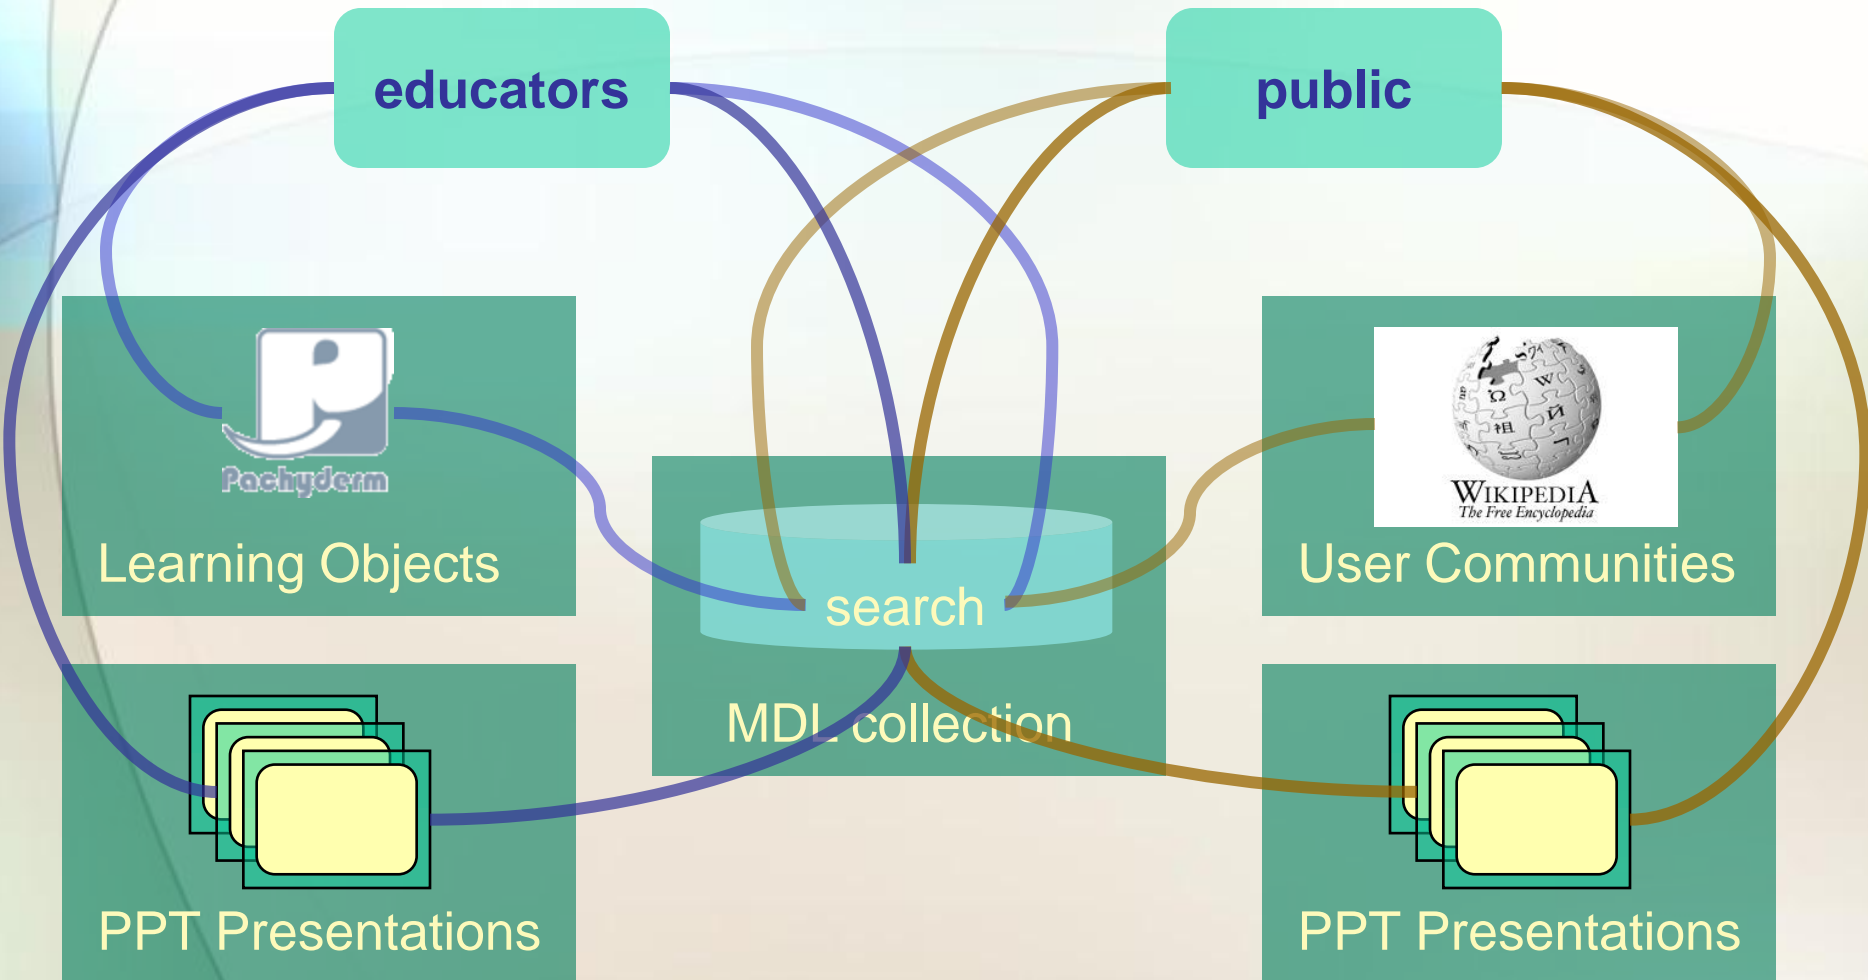 educators
public
Pachyderm
Learning Objects
WIKIPEDIA
The Free Encyclopedia
User Communities
search
MDL collection
PPT Presentations
PPT Presentations